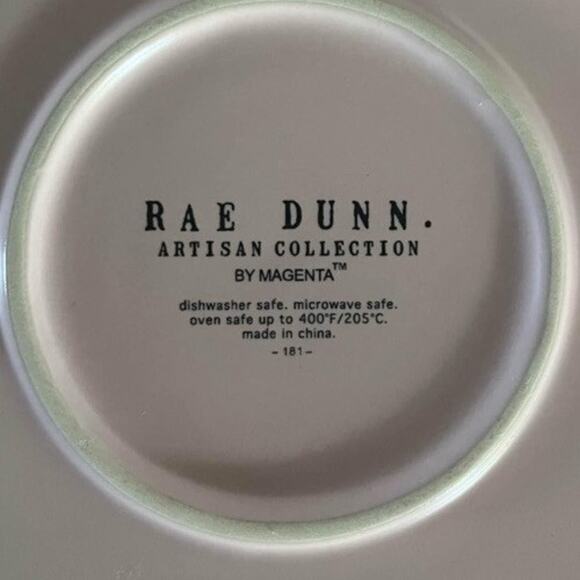 RAE DUNN.
ARTISAN COLLECTION
BY MAGENTA™
dishwasher safe. microwave safe.
oven safe up to 400°F/205°C.
made in china.
- 181 -